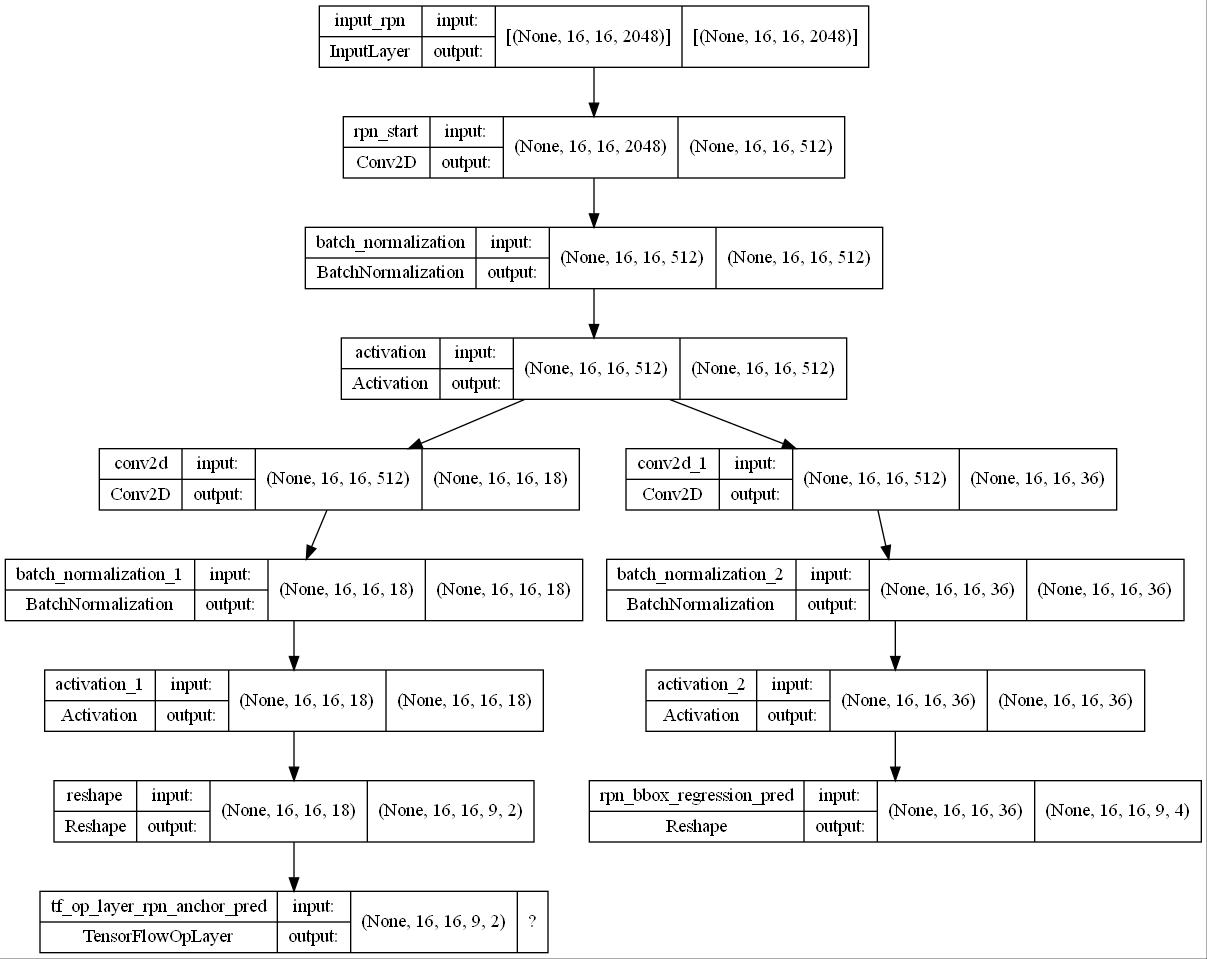 input_rpn input: [(None, 16, 16, 2048)] [(None, 16, 16, 2048)]
InputLayer output:
rpn_start input: (None, 16, 16, 2048) (None, 16, 16, 512)
Conv2D output:
batch_normalization input: (None, 16, 16, 512) (None, 16, 16, 512)
BatchNormalization output:
activation input: (None, 16, 16, 512) (None, 16, 16, 512)
Activation output:
conv2d input: (None, 16, 16, 512) (None, 16, 16, 18)
Conv2D output:
conv2d_1 input: (None, 16, 16, 512) (None, 16, 16, 36)
Conv2D output:
batch_normalization_1 input: (None, 16, 16, 18) (None, 16, 16, 18)
BatchNormalization output:
batch_normalization_2 input: (None, 16, 16, 36) (None, 16, 16, 36)
BatchNormalization output:
activation_1 input: (None, 16, 16, 18) (None, 16, 16, 18)
Activation output:
activation_2 input: (None, 16, 16, 36) (None, 16, 16, 36)
Activation output:
reshape input: (None, 16, 16, 18) (None, 16, 16, 9, 2)
Reshape output:
rpn_bbox_regression_pred input: (None, 16, 16, 36) (None, 16, 16, 9, 4)
Reshape output:
tf_op_layer_rpn_anchor_pred input: (None, 16, 16, 9, 2) ?
TensorFlowOpLayer output: